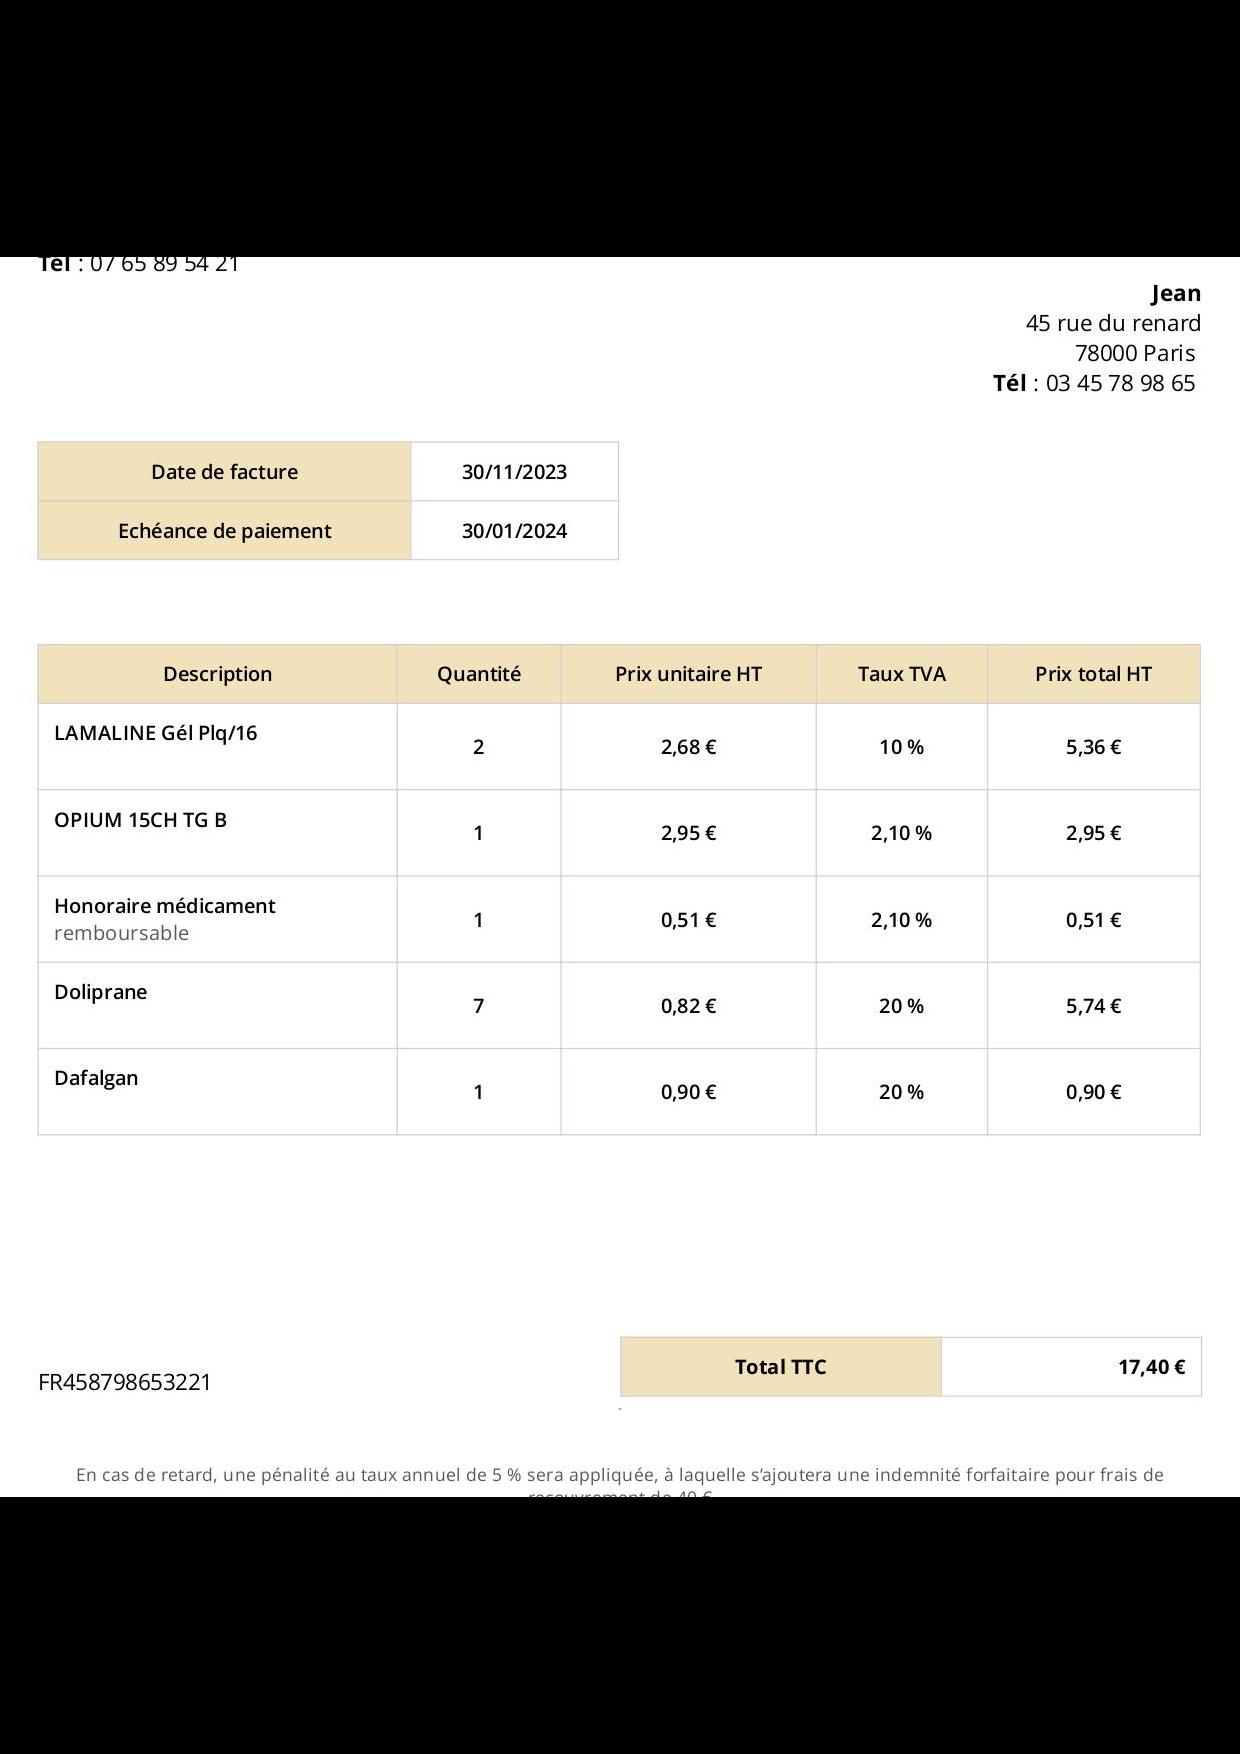 Tél : 07 65 89 54 21
Jean
45 rue du renard
78000 Paris
Tél : 03 45 78 98 65
Date de facture 30/11/2023
Echéance de paiement 30/01/2024
Description Quantité Prix unitaire HT Taux TVA Prix total HT
LAMALINE Gél Plq/16 2 2,68 € 10 % 5,36 €
OPIUM 15CH TG B 1 2,95 € 2,10 % 2,95 €
Honoraire médicament
remboursable 1 0,51 € 2,10 % 0,51 €
Doliprane 7 0,82 € 20 % 5,74 €
Dafalgan 1 0,90 € 20 % 0,90 €
Total TTC 17,40 €
FR458798653221
En cas de retard, une pénalité au taux annuel de 5 % sera appliquée, à laquelle s’ajoutera une indemnité forfaitaire pour frais de
recouvrement de 40 €